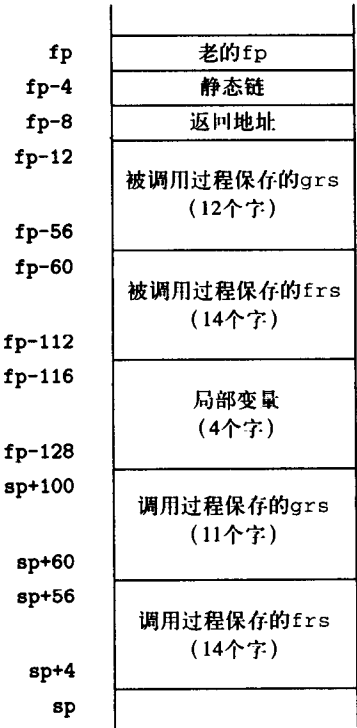 fp 老的fp
fp-4 静态链
fp-8 返回地址
fp-12
被调用过程保存的grs
(12个字)
fp-56
fp-60
被调用过程保存的frs
(14个字)
fp-112
fp-116
局部变量
(4个字)
fp-128
sp+100
调用过程保存的grs
(11个字)
sp+60
sp+56
调用过程保存的frs
(14个字)
sp+4
sp